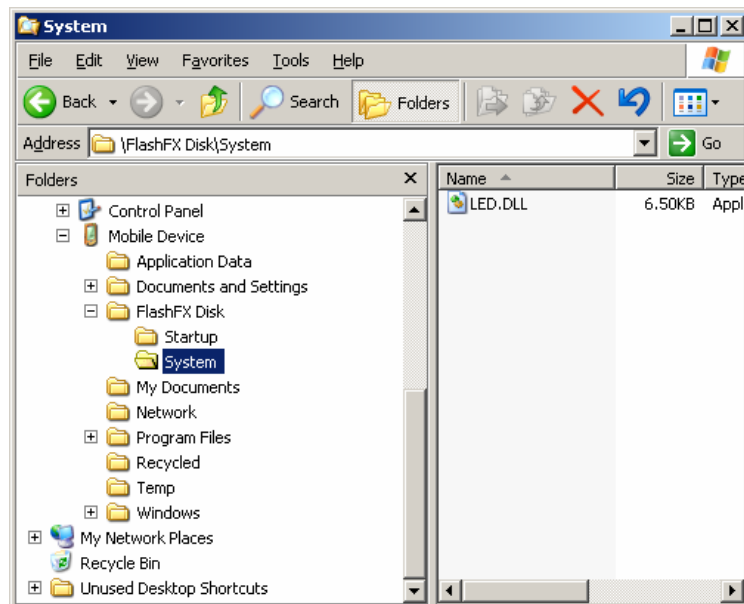 System
File Edit View Favorites Tools Help
Back Search Folders
Address \FlashFX Disk\System Go
Folders
Name Size Type
LED.DLL 6.50KB Appl
Control Panel
Mobile Device
Application Data
Documents and Settings
FlashFX Disk
Startup
System
My Documents
Network
Program Files
Recycled
Temp
Windows
My Network Places
Recycle Bin
Unused Desktop Shortcuts